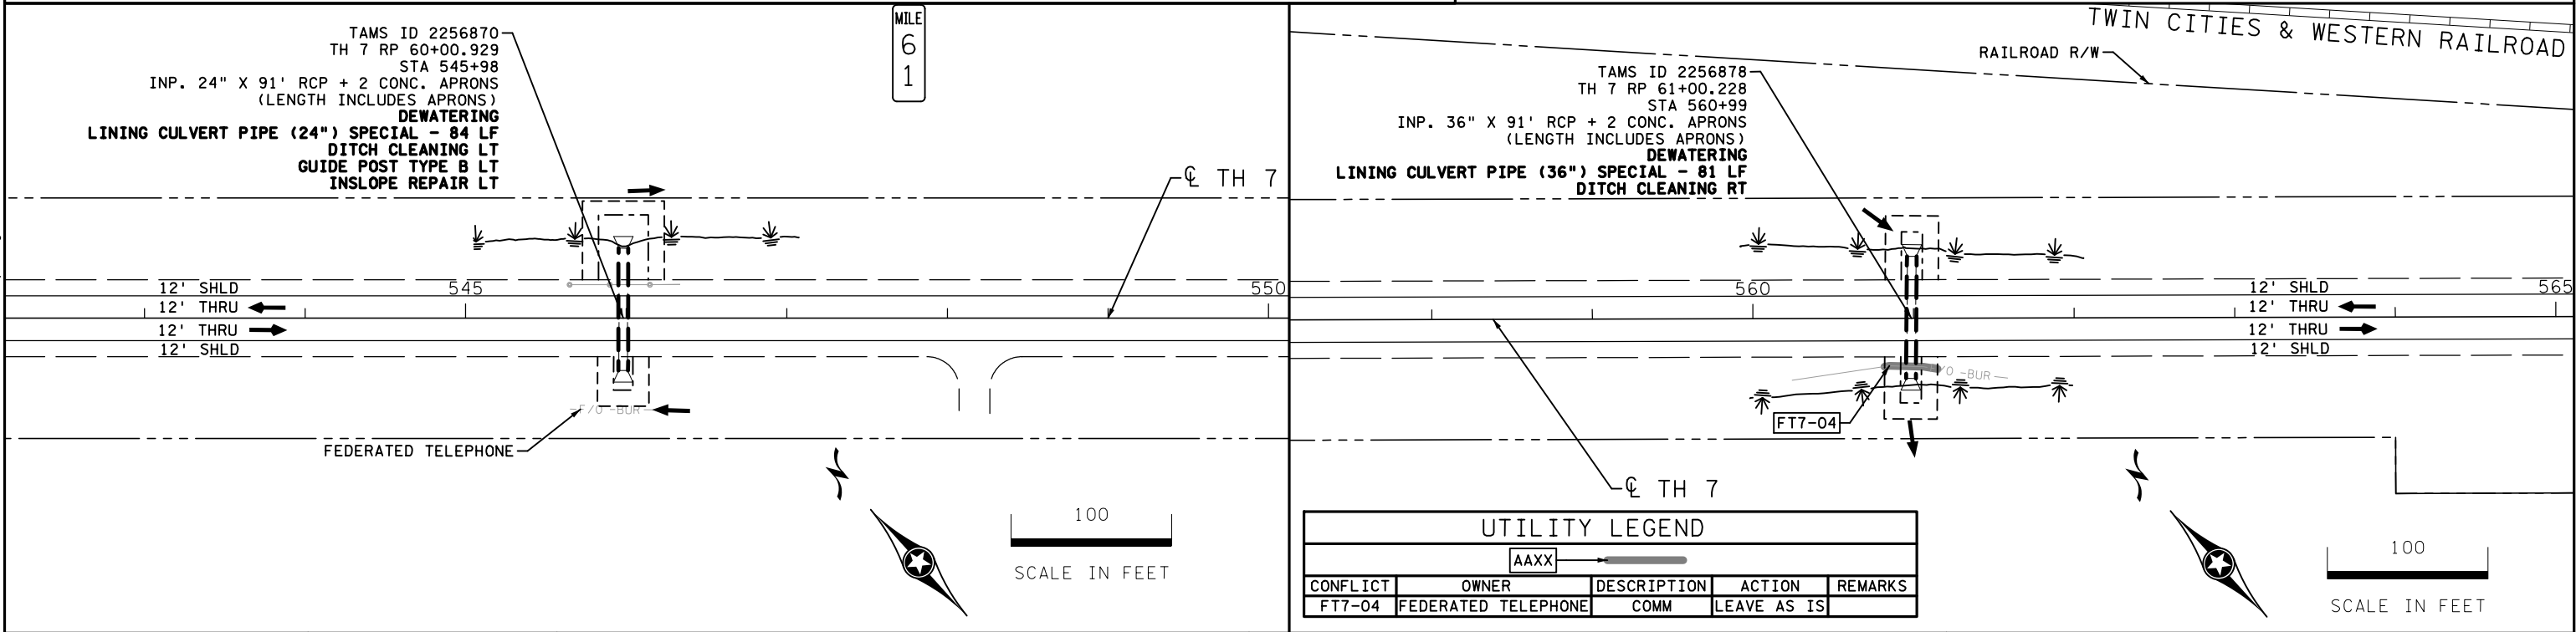 TAMS ID 2256870
TH 7 RP 60+00.929
STA 545+98
INP. 24" X 91' RCP + 2 CONC. APRONS
(LENGTH INCLUDES APRONS)
DEWATERING
LINING CULVERT PIPE (24") SPECIAL - 84 LF
DITCH CLEANING LT
GUIDE POST TYPE B LT
INSLOPE REPAIR LT
MILE
6
1
℄ TH 7
12' SHLD
545
550
12' THRU
12' THRU
12' SHLD
-F/O -BUR
FEDERATED TELEPHONE
100
SCALE IN FEET
TWIN CITIES & WESTERN RAILROAD
RAILROAD R/W
TAMS ID 2256878
TH 7 RP 61+00.228
STA 560+99
INP. 36" X 91' RCP + 2 CONC. APRONS
(LENGTH INCLUDES APRONS)
DEWATERING
LINING CULVERT PIPE (36") SPECIAL - 81 LF
DITCH CLEANING RT
560
12' SHLD
565
12' THRU
12' THRU
12' SHLD
/O -BUR
FT7-04
℄ TH 7
UTILITY LEGEND
AAXX
CONFLICT OWNER DESCRIPTION ACTION REMARKS
FT7-04 FEDERATED TELEPHONE COMM LEAVE AS IS
100
SCALE IN FEET